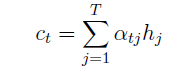 $c_t = \sum_{j=1}^{T} \alpha_{tj} h_j$